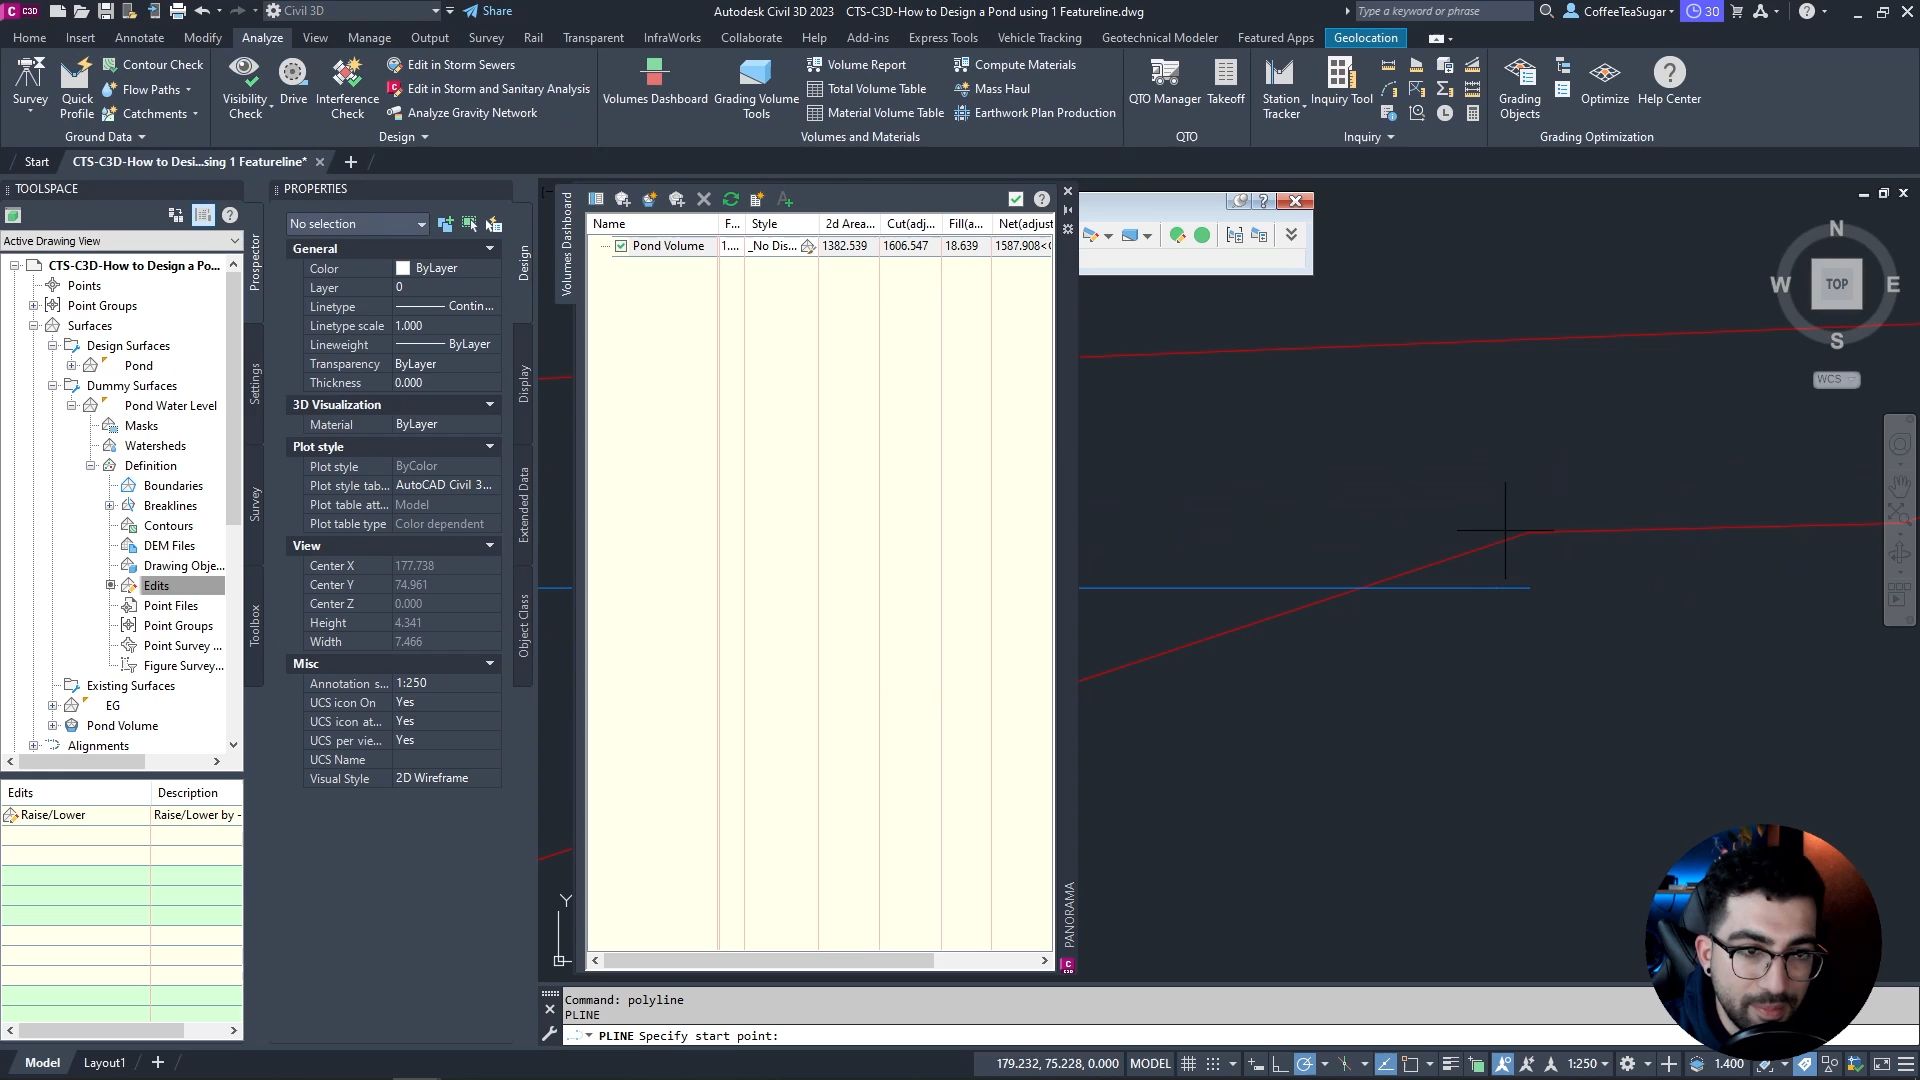 C3D Civil 3D Share Autodesk Civil 3D 2023 CTS-C3D-How to Design a Pond using 1 Featureline.dwg Type a keyword or phrase CoffeeTeaSugar 30
Home Insert Annotate Modify Analyze View Manage Output Survey Rail Transparent InfraWorks Collaborate Help Add-ins Express Tools Vehicle Tracking Geotechnical Modeler Featured Apps Geolocation
Contour Check Edit in Storm Sewers Volume Report Compute Materials
Flow Paths Edit in Storm and Sanitary Analysis Total Volume Table Mass Haul
Survey Quick Profile Visibility Check Drive Interference Check Volumes Dashboard Grading Volume Tools QTO Manager Takeoff Station Tracker Inquiry Tool Grading Objects Optimize Help Center
Catchments Analyze Gravity Network Material Volume Table Earthwork Plan Production
Ground Data Design Volumes and Materials QTO Inquiry Grading Optimization
Start CTS-C3D-How to Desi...sing 1 Featureline*
TOOLSPACE
Active Drawing View
CTS-C3D-How to Design a Po...
Points
Point Groups
Surfaces
Design Surfaces
Pond
Dummy Surfaces
Pond Water Level
Masks
Watersheds
Definition
Boundaries
Breaklines
Contours
DEM Files
Drawing Obje...
Edits
Point Files
Point Groups
Point Survey ...
Figure Survey...
Existing Surfaces
EG
Pond Volume
Alignments
Edits Description
Raise/Lower Raise/Lower by -
Prospector
Settings
Survey
Toolbox
PROPERTIES
No selection
General
Color ByLayer
Layer 0
Linetype Contin...
Linetype scale 1.000
Lineweight ByLayer
Transparency ByLayer
Thickness 0.000
3D Visualization
Material ByLayer
Plot style
Plot style ByColor
Plot style tab... AutoCAD Civil 3...
Plot table att... Model
Plot table type Color dependent
View
Center X 177.738
Center Y 74.961
Center Z 0.000
Height 4.341
Width 7.466
Misc
Annotation s... 1:250
UCS icon On Yes
UCS icon at... Yes
UCS per vie... Yes
UCS Name
Visual Style 2D Wireframe
Design
Display
Extended Data
Object Class
Volumes Dashboard
Name F... Style 2d Area... Cut(adj... Fill(a... Net(adjust
Pond Volume 1.... _No Dis... 1382.539 1606.547 18.639 1587.908<
PANORAMA
N
W TOP E
S
WCS
Y
Command: polyline
PLINE
PLINE Specify start point:
Model Layout1 179.232, 75.228, 0.000 MODEL 1:250 1.400